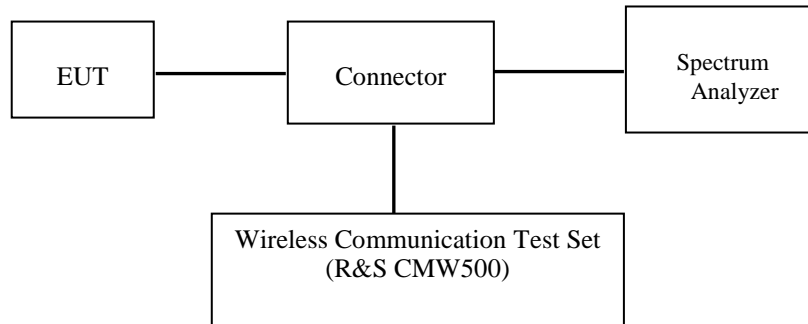 EUT
Connector
Spectrum
Analyzer
Wireless Communication Test Set
(R&S CMW500)